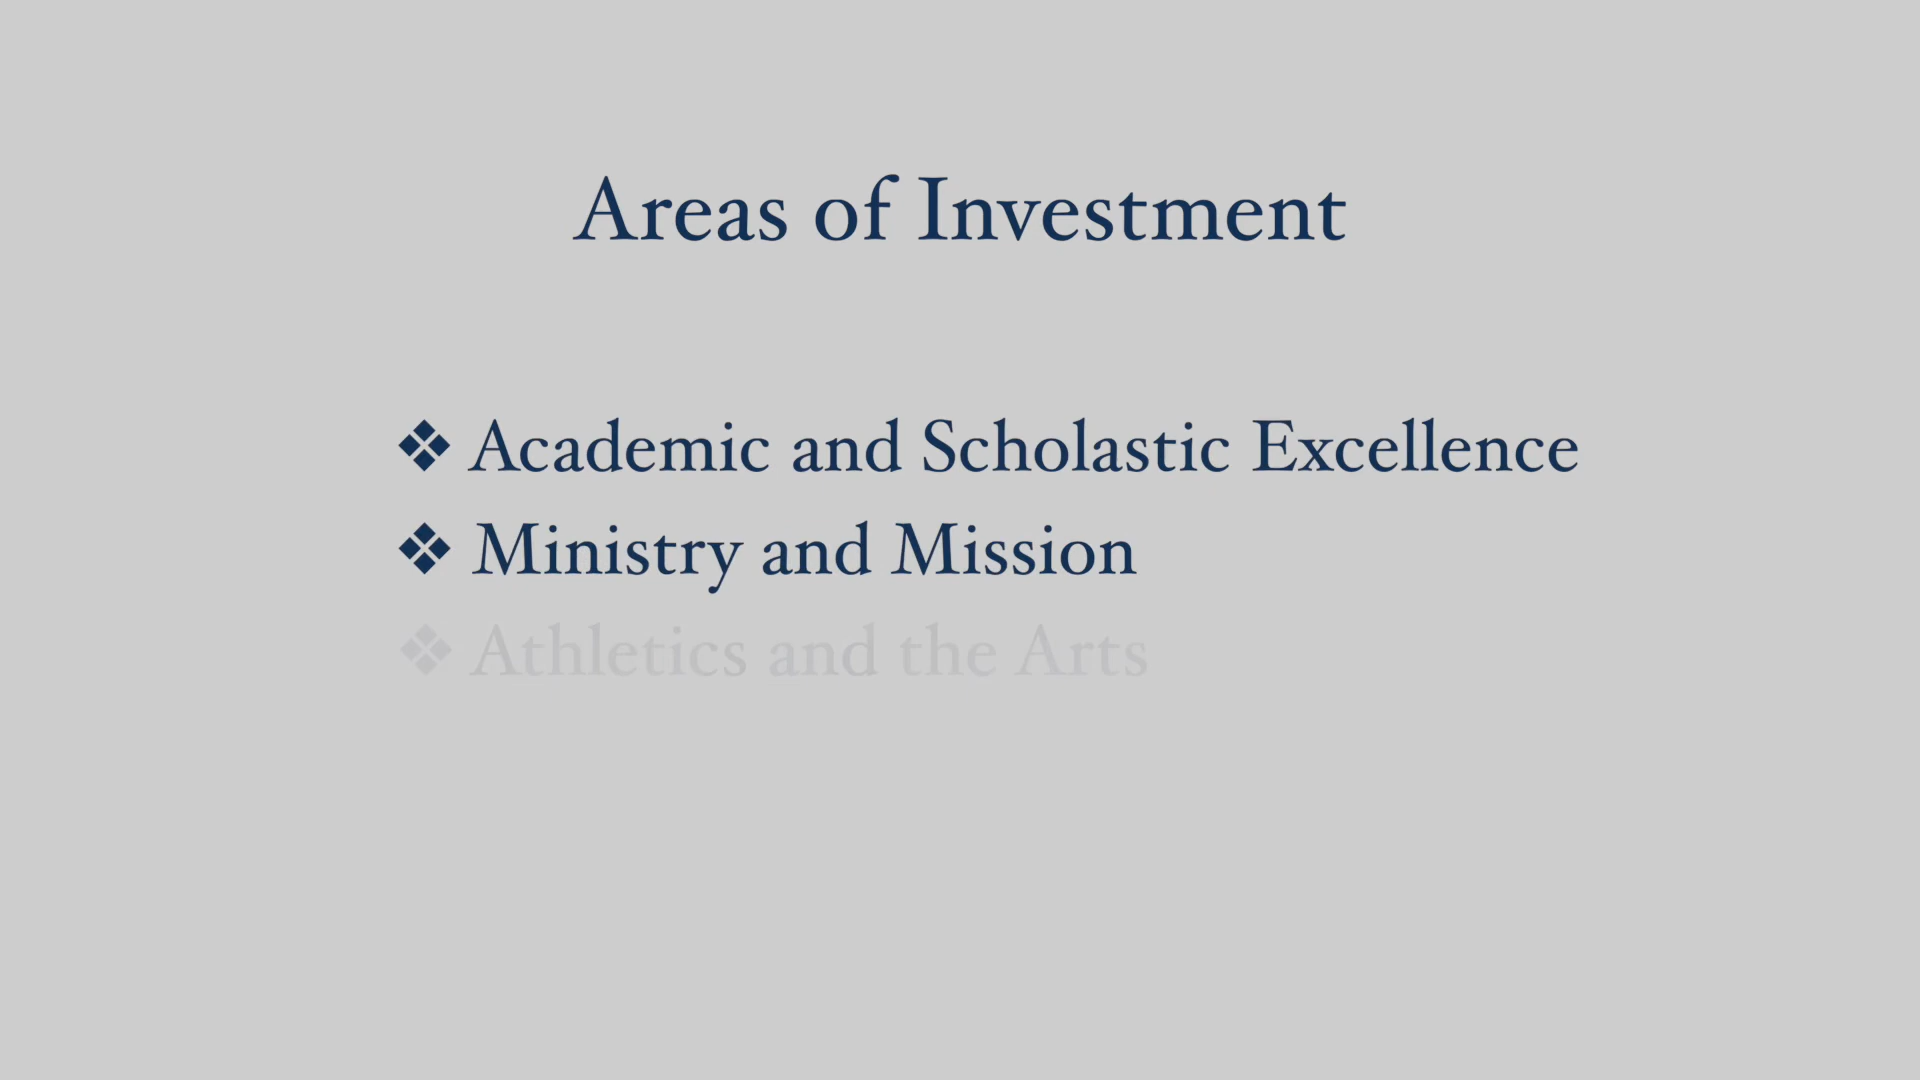 Areas of Investment
❖ Academic and Scholastic Excellence
❖ Ministry and Mission
❖ Athletics and the Arts